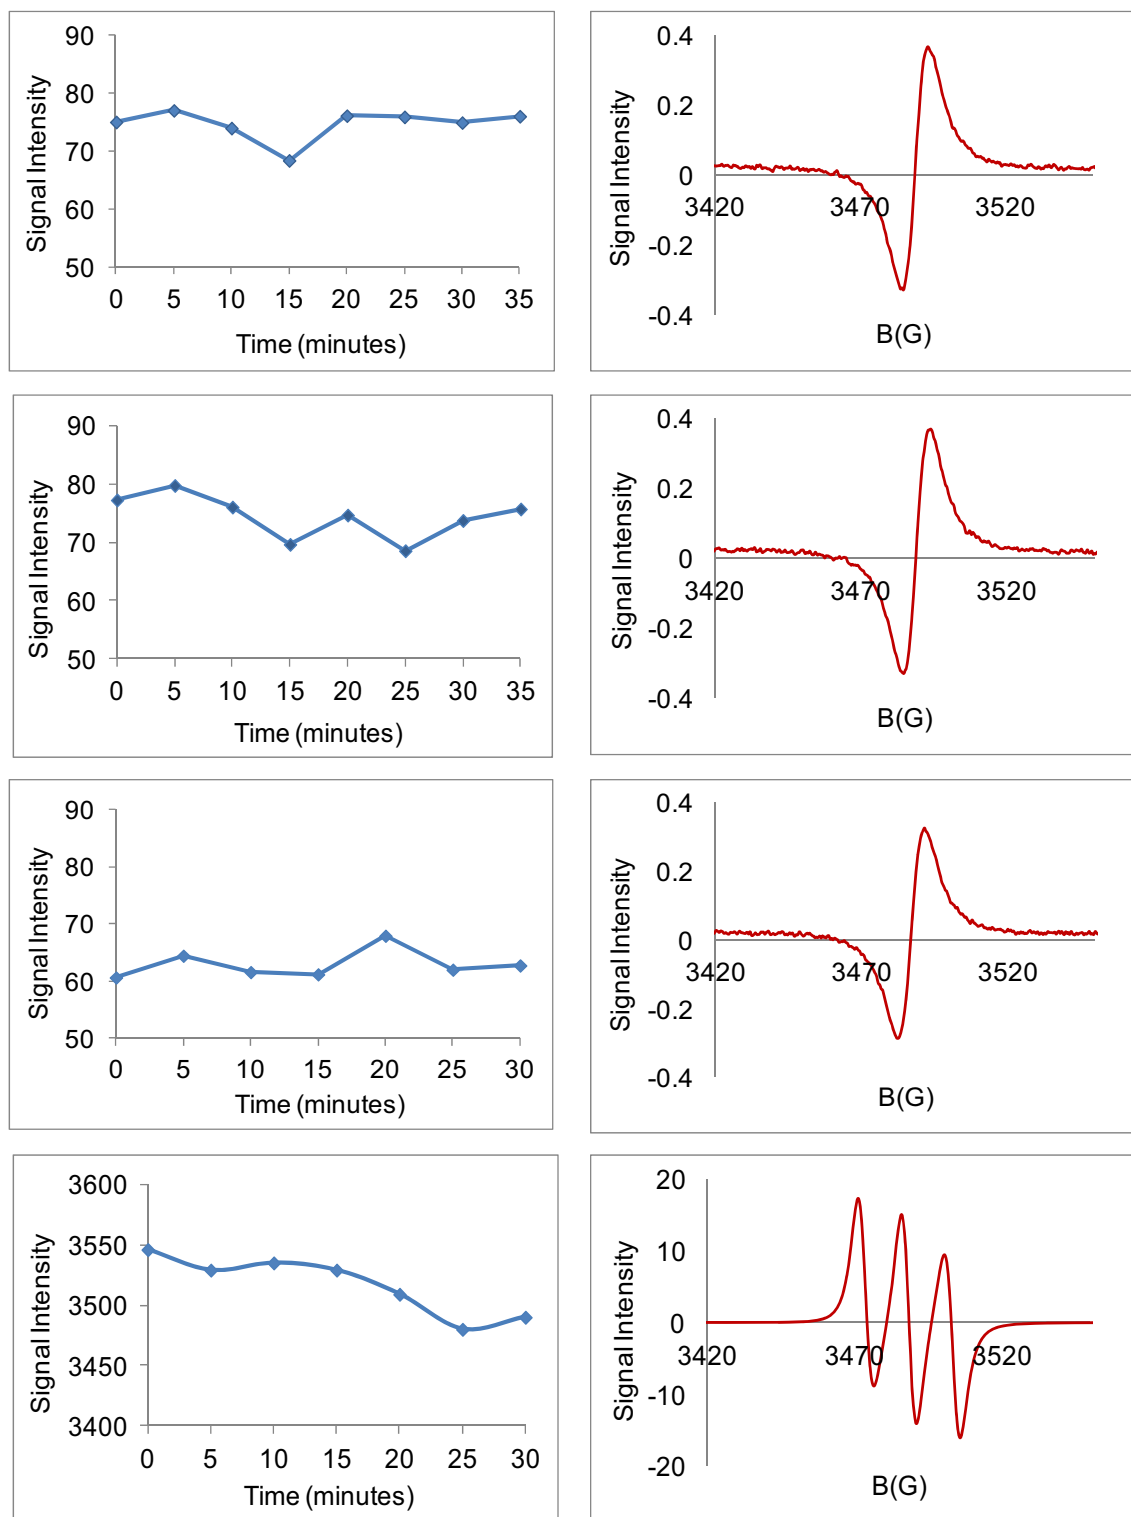 90
80
70
60
50
0 5 10 15 20 25 30 35
Time (minutes)
Signal Intensity
0.4
0.2
0
-0.2
-0.4
3420 3470 3520
B(G)
Signal Intensity
90
80
70
60
50
0 5 10 15 20 25 30 35
Time (minutes)
Signal Intensity
0.4
0.2
0
-0.2
-0.4
3420 3470 3520
B(G)
Signal Intensity
90
80
70
60
50
0 5 10 15 20 25 30
Time (minutes)
Signal Intensity
0.4
0.2
0
-0.2
-0.4
3420 3470 3520
B(G)
Signal Intensity
3600
3550
3500
3450
3400
0 5 10 15 20 25 30
Time (minutes)
Signal Intensity
20
10
0
-10
-20
3420 3470 3520
B(G)
Signal Intensity